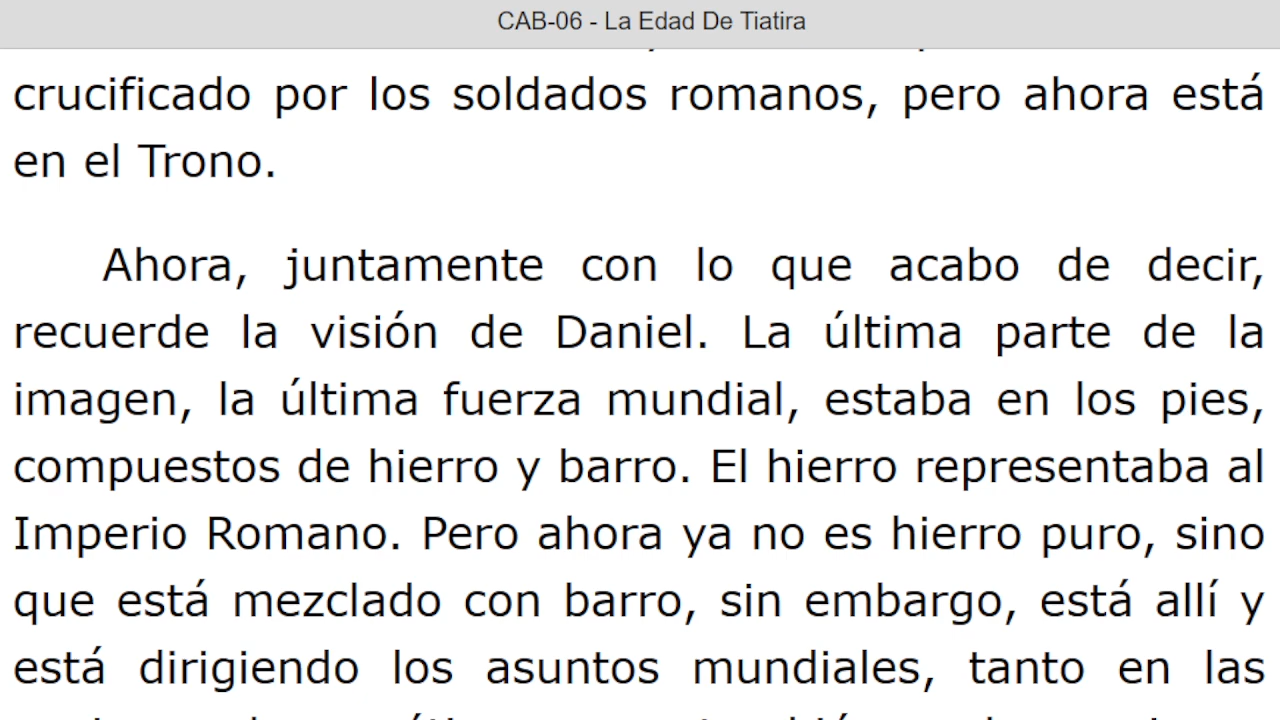 CAB-06 - La Edad De Tiatira
crucificado por los soldados romanos, pero ahora está
en el Trono.
Ahora, juntamente con lo que acabo de decir,
recuerde la visión de Daniel. La última parte de la
imagen, la última fuerza mundial, estaba en los pies,
compuestos de hierro y barro. El hierro representaba al
Imperio Romano. Pero ahora ya no es hierro puro, sino
que está mezclado con barro, sin embargo, está allí y
está dirigiendo los asuntos mundiales, tanto en las